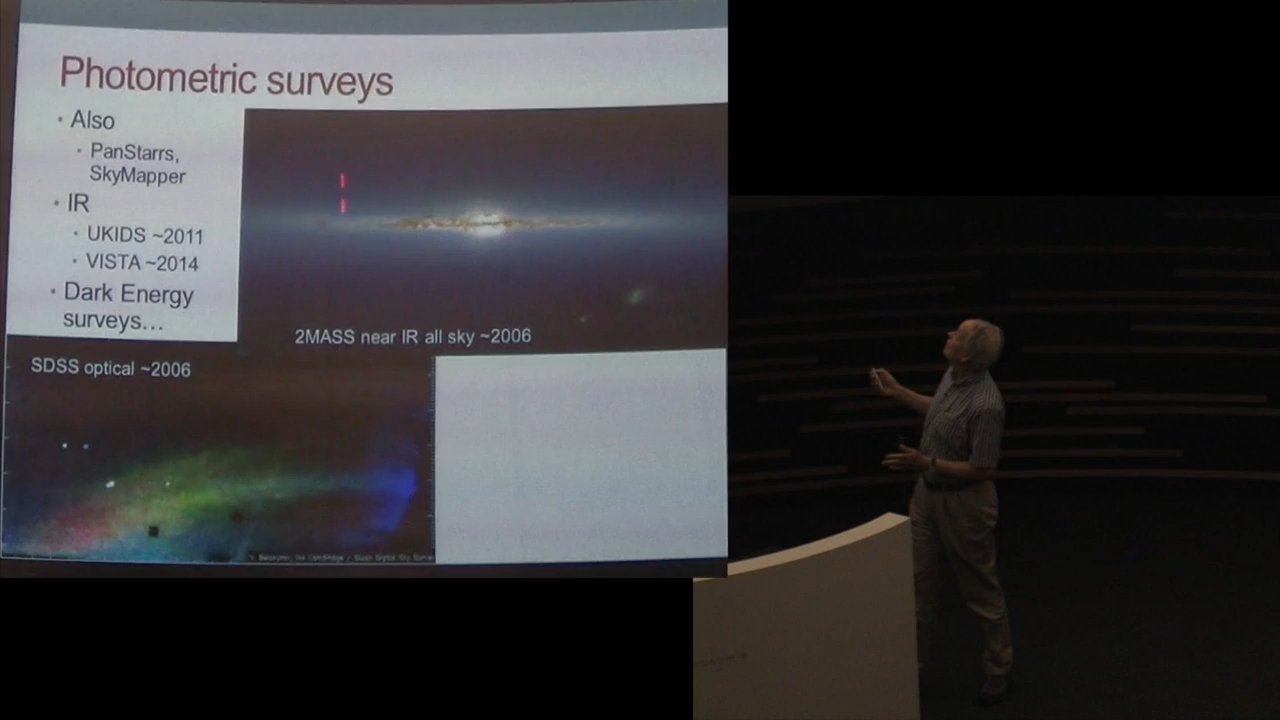 Photometric surveys
• Also
• PanStarrs,
SkyMapper
• IR
• UKIDS ~2011
• VISTA ~2014
• Dark Energy
surveys…
2MASS near IR all sky ~2006
SDSS optical ~2006